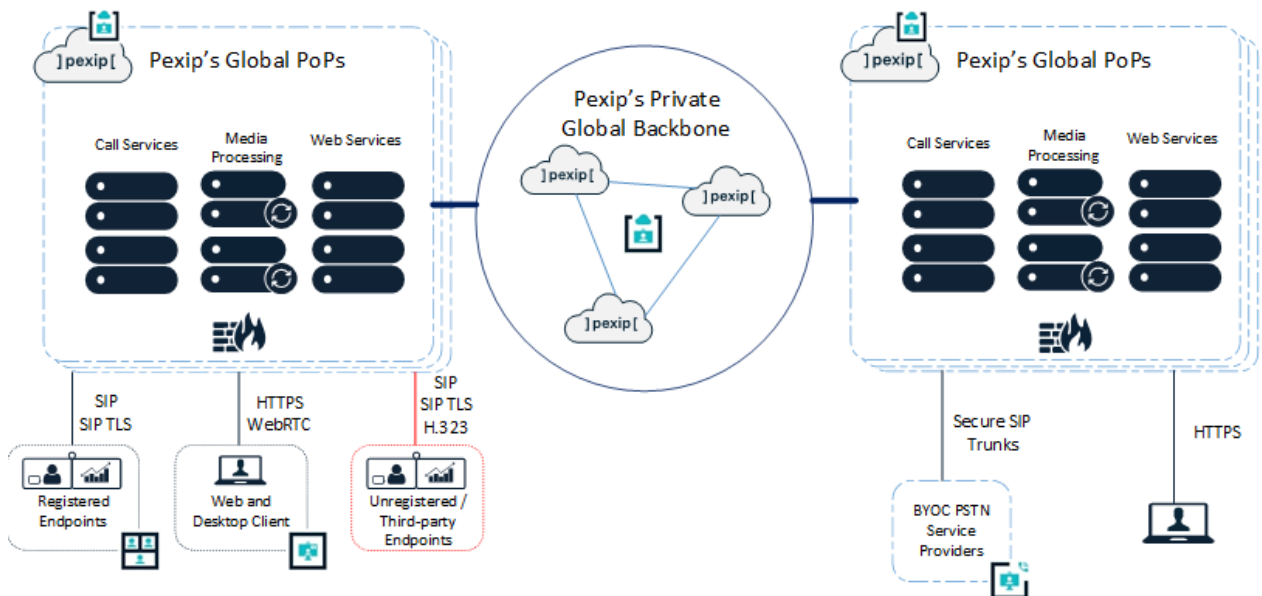 ]pexip[
Pexip's Global PoPs
Call Services
Media
Processing
Web Services
SIP
SIP TLS
HTTPS
WebRTC
SIP
SIP TLS
H.323
Registered
Endpoints
Web and
Desktop Client
Unregistered /
Third-party
Endpoints
Pexip's Private
Global Backbone
]pexip[
]pexip[
]pexip[
]pexip[
Pexip's Global PoPs
Call Services
Media
Processing
Web Services
Secure SIP
Trunks
HTTPS
BYOC PSTN
Service
Providers